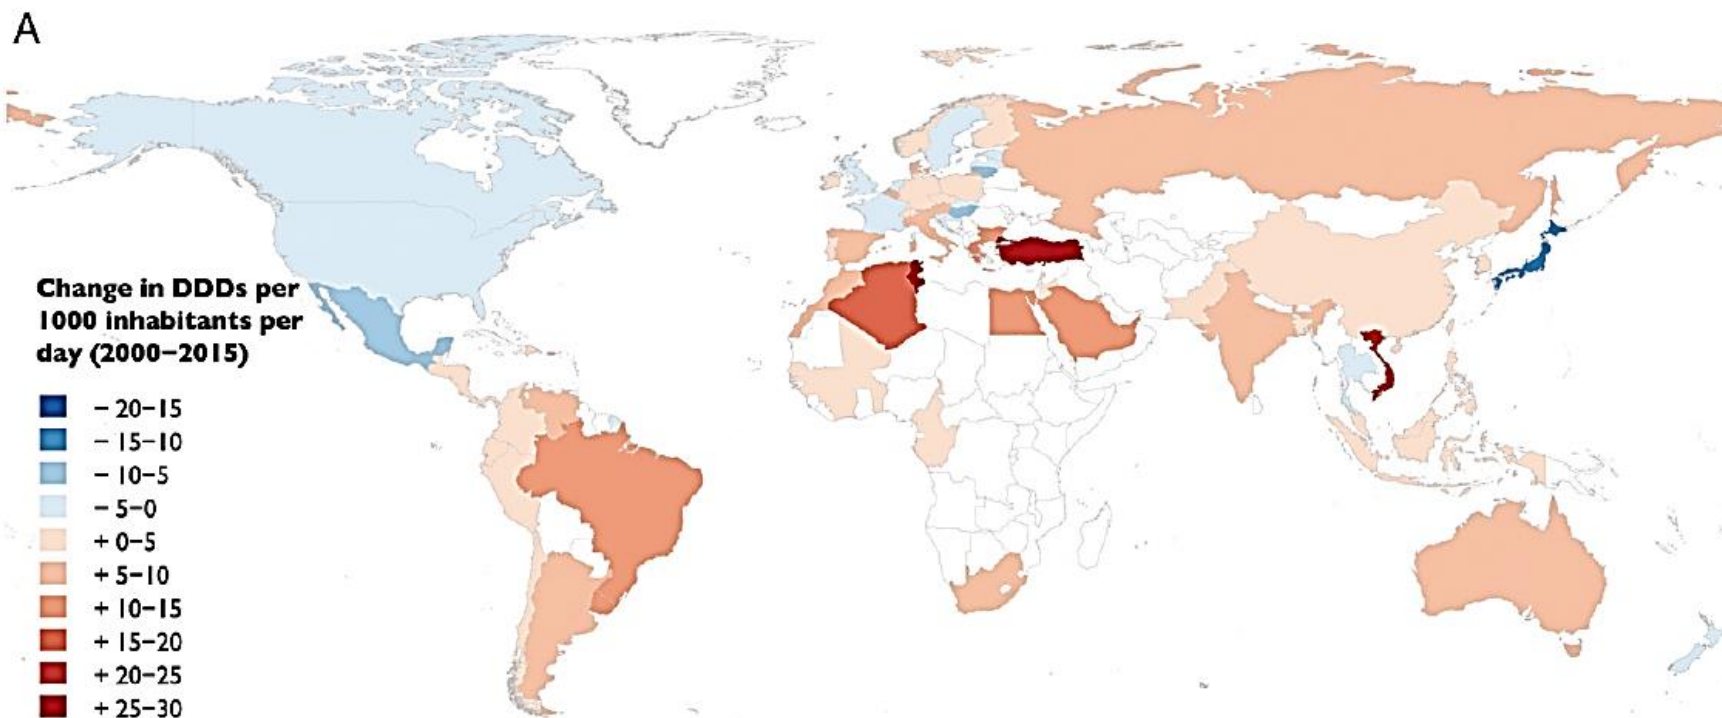 A
Change in DDDs per
1000 inhabitants per
day (2000–2015)
– 20–15
– 15–10
– 10–5
– 5–0
+ 0–5
+ 5–10
+ 10–15
+ 15–20
+ 20–25
+ 25–30